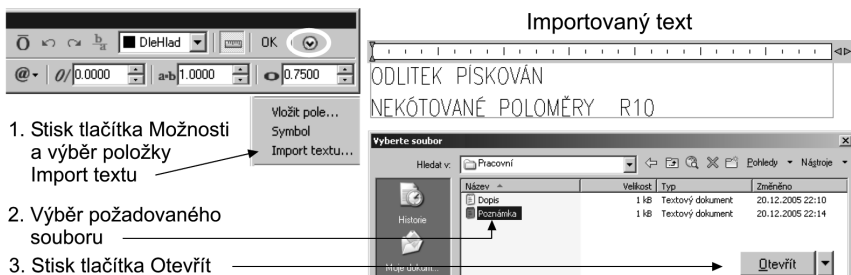 Importovaný text
DleHlad OK
0.0000 a•b 1.0000 0.7500
ODLITEK PÍSKOVÁN
NEKÓTOVANÉ POLOMĚRY R10
Vložit pole...
Symbol
Import textu...
1. Stisk tlačítka Možnosti
a výběr položky
Import textu
2. Výběr požadovaného
souboru
3. Stisk tlačítka Otevřít
Vyberte soubor
Hledat v: Pracovní Pohledy Nástroje
Název Velikost Typ Změněno
Dopis 1 kB Textový dokument 20.12.2005 22:10
Poznámka 1 kB Textový dokument 20.12.2005 22:14
Historie
Moje dokum...
Otevřít